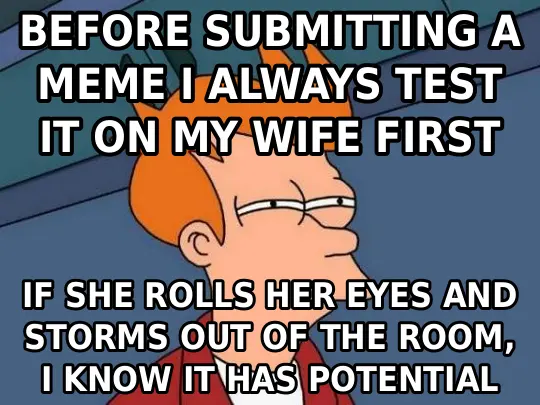 BEFORE SUBMITTING A
MEME I ALWAYS TEST
IT ON MY WIFE FIRST
IF SHE ROLLS HER EYES AND
STORMS OUT OF THE ROOM,
I KNOW IT HAS POTENTIAL